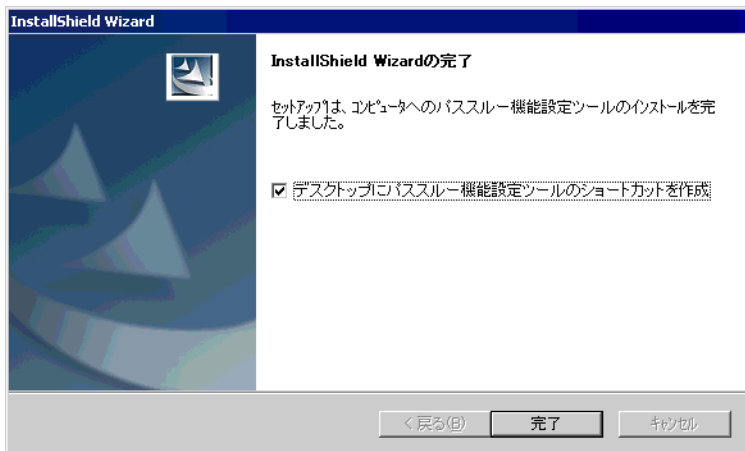 InstallShield Wizard
InstallShield Wizardの完了
ｾｯﾄｱｯﾌﾟは､ｺﾝﾋﾟｭｰﾀへのパススルー機能設定ツールのｲﾝｽﾄｰﾙを完
了しました。
デスクトップにパススルー機能設定ツールのショートカットを作成
< 戻る(B)
完了
ｷｬﾝｾﾙ